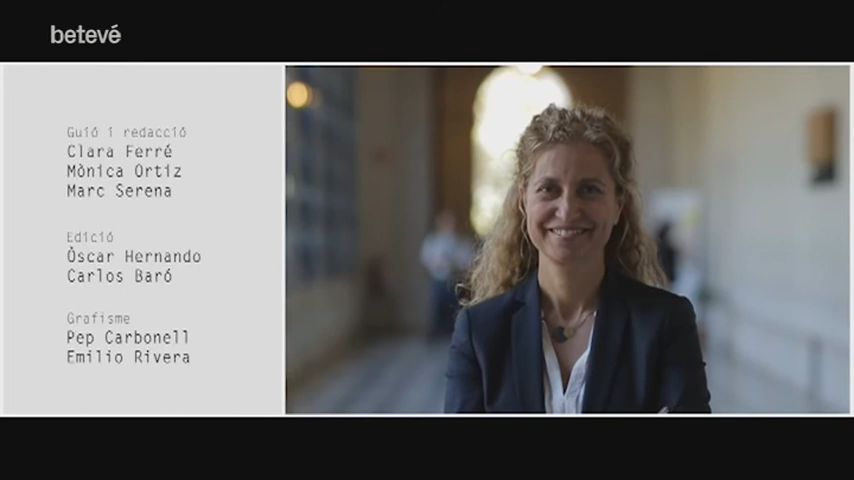 betevé
Guió i redacció
Clara Ferré
Mònica Ortiz
Marc Serena
Edició
Òscar Hernando
Carlos Baró
Grafisme
Pep Carbonell
Emilio Rivera